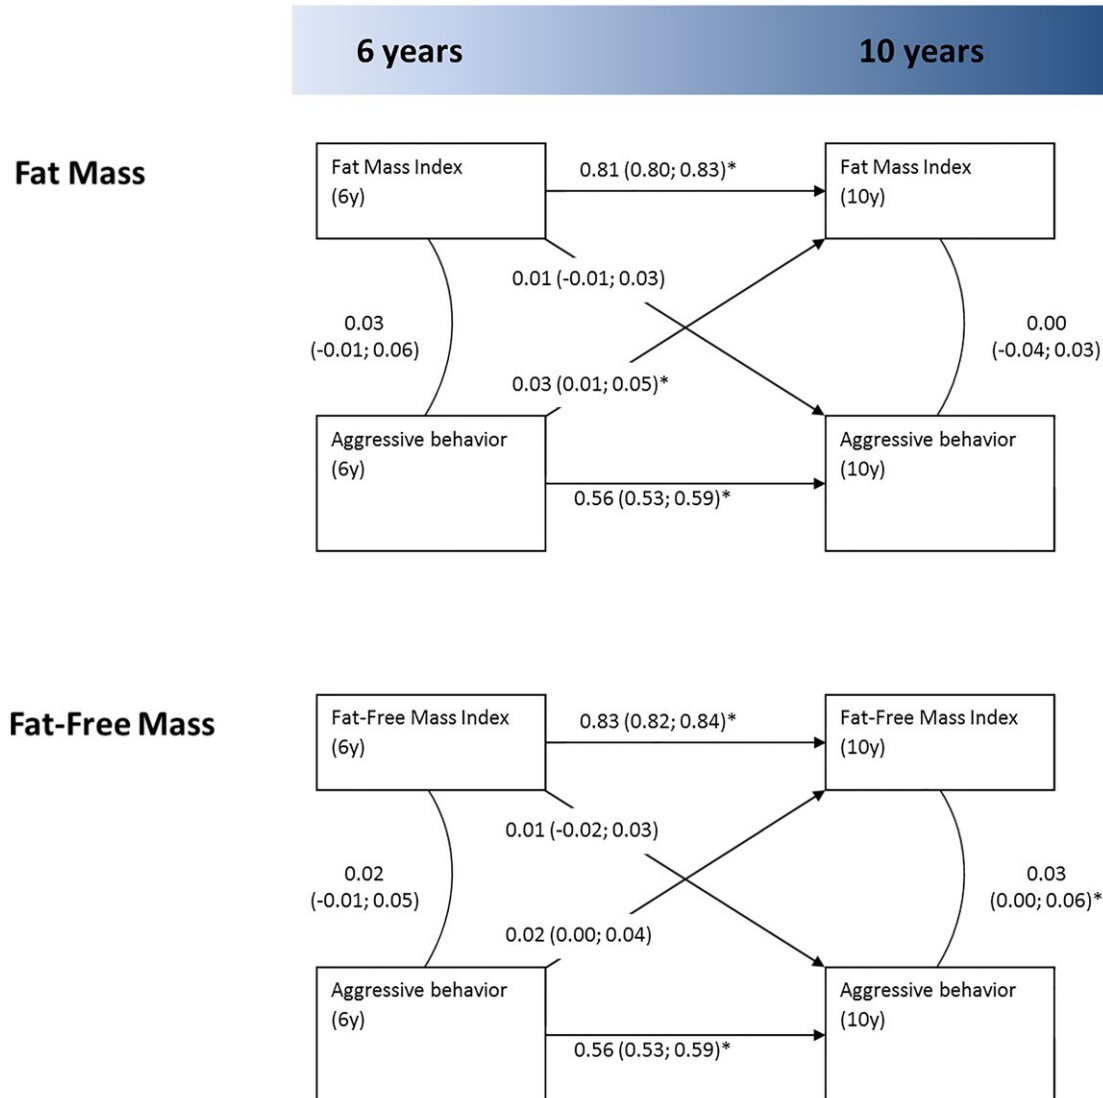 6 years
10 years
Fat Mass
Fat Mass Index
(6y)
0.81 (0.80; 0.83)*
Fat Mass Index
(10y)
0.01 (-0.01; 0.03)
0.03
(-0.01; 0.06)
0.00
(-0.04; 0.03)
0.03 (0.01; 0.05)*
Aggressive behavior
(6y)
Aggressive behavior
(10y)
0.56 (0.53; 0.59)*
Fat-Free Mass
Fat-Free Mass Index
(6y)
0.83 (0.82; 0.84)*
Fat-Free Mass Index
(10y)
0.01 (-0.02; 0.03)
0.02
(-0.01; 0.05)
0.03
(0.00; 0.06)*
0.02 (0.00; 0.04)
Aggressive behavior
(6y)
Aggressive behavior
(10y)
0.56 (0.53; 0.59)*